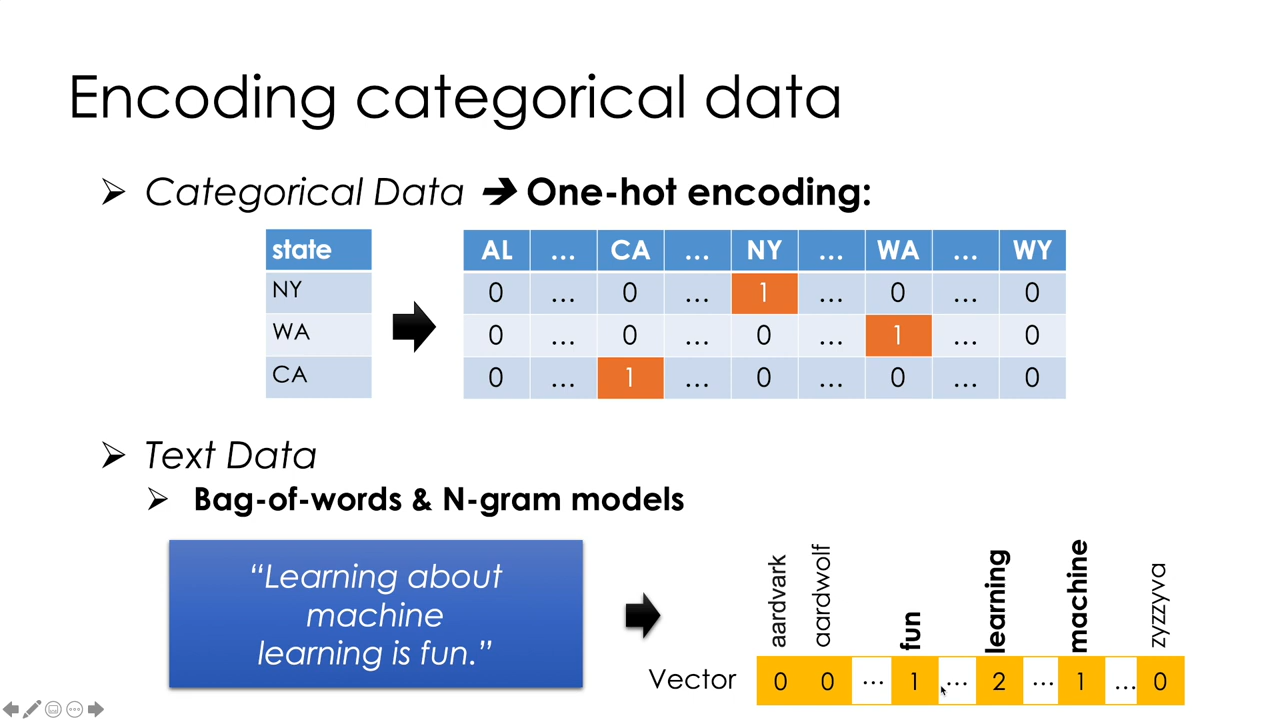 Encoding categorical data
➢ Categorical Data ➔ One-hot encoding:
state
NY
WA
CA
AL ... CA ... NY ... WA ... WY
0 ... 0 ... 1 ... 0 ... 0
0 ... 0 ... 0 ... 1 ... 0
0 ... 1 ... 0 ... 0 ... 0
➢ Text Data
➢ Bag-of-words & N-gram models
“Learning about
machine
learning is fun.”
aardvark
aardwolf
fun
learning
machine
zyzzyva
Vector 0 0 ... 1 ... 2 ... 1 ... 0